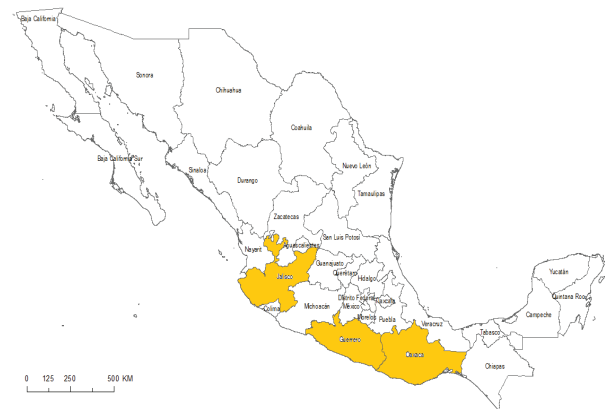 Baja California
Sonora
Chihuahua
Coahuila
Baja California Sur
Sinaloa
Durango
Nuevo León
Tamaulipas
Zacatecas
San Luis Potosí
Nayarit
Aguascalientes
Jalisco
Guanajuato
Querétaro
Hidalgo
Colima
Michoacán
Distrito Federal
México
Tlaxcala
Morelos
Puebla
Veracruz
Guerrero
Oaxaca
Tabasco
Chiapas
Campeche
Yucatán
Quintana Roo
0 125 250 500 KM